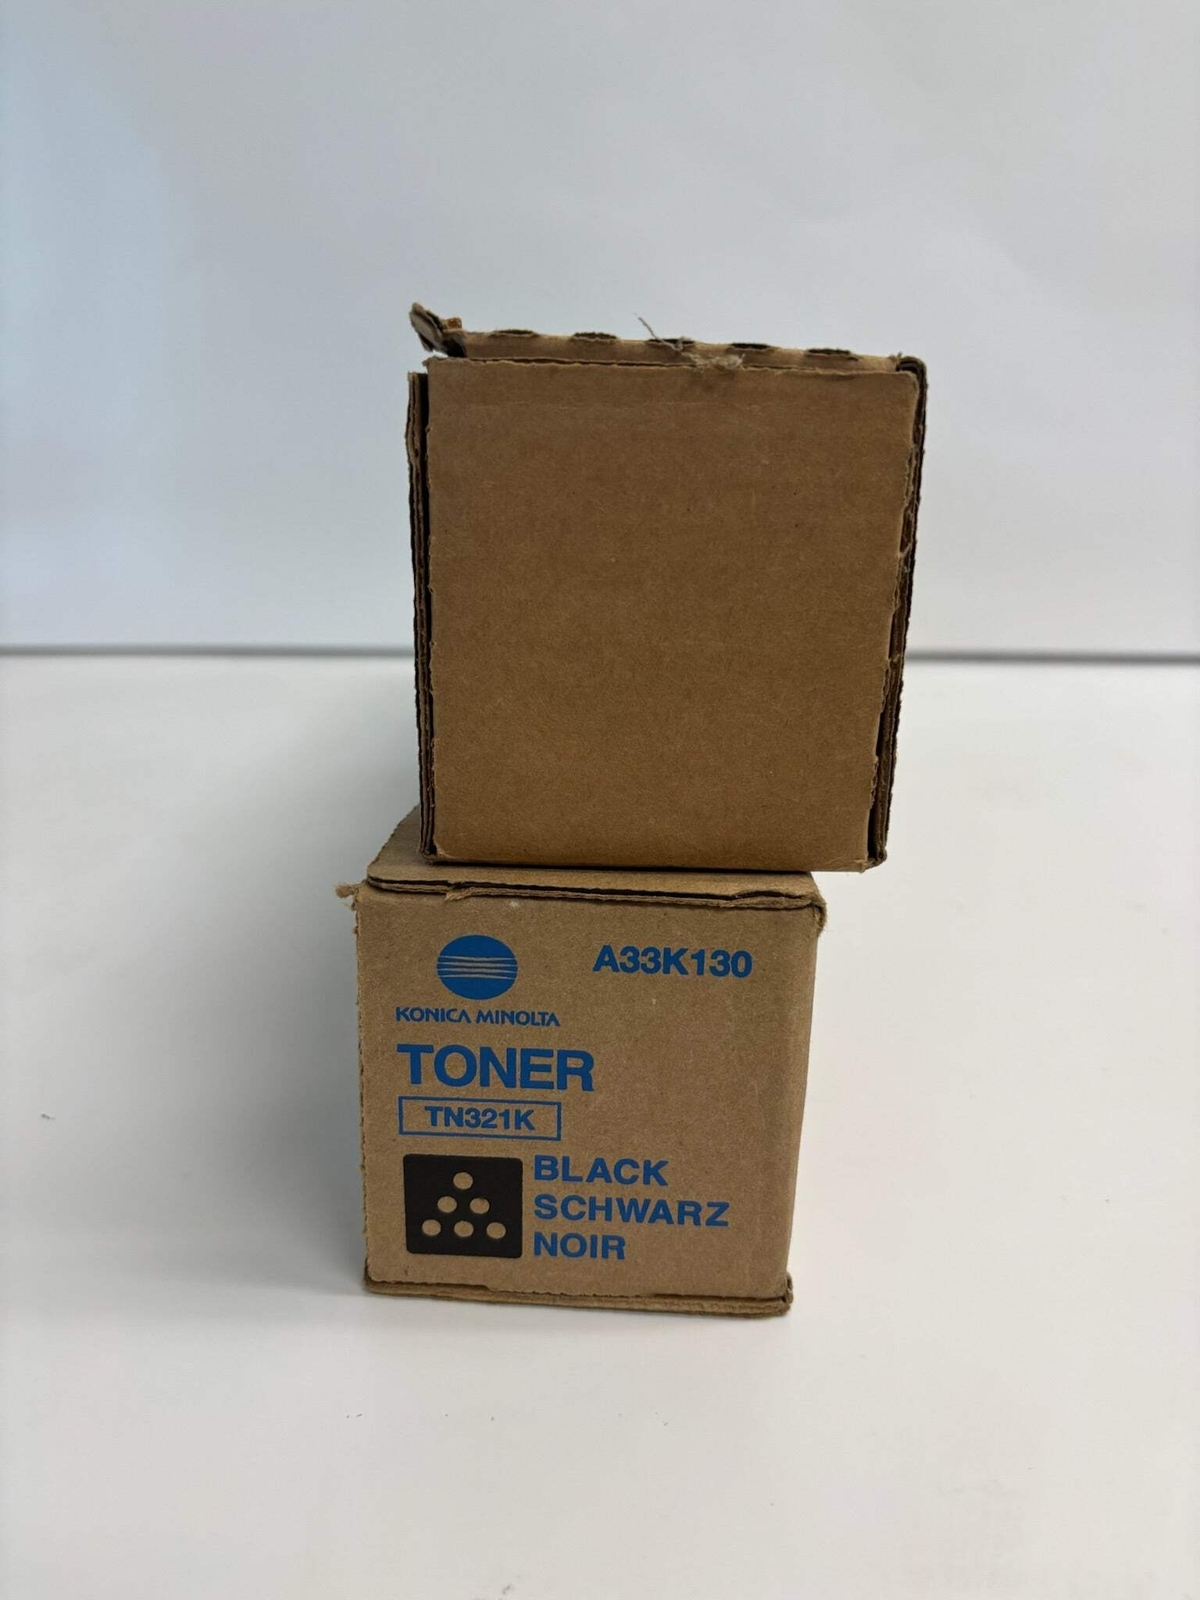 A33K130
KONICA MINOLTA
TONER
TN321K
BLACK
SCHWARZ
NOIR